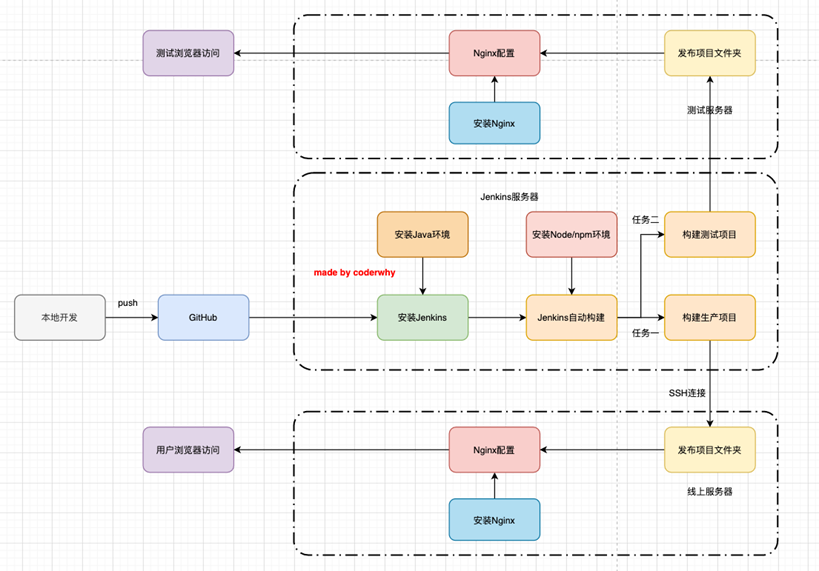 测试浏览器访问
Nginx配置
发布项目文件夹
安装Nginx
测试服务器
Jenkins服务器
安装Java环境
安装Node/npm环境
任务二
构建测试项目
made by coderwhy
本地开发
push
GitHub
安装Jenkins
Jenkins自动构建
任务一
构建生产项目
SSH连接
用户浏览器访问
Nginx配置
发布项目文件夹
线上服务器
安装Nginx